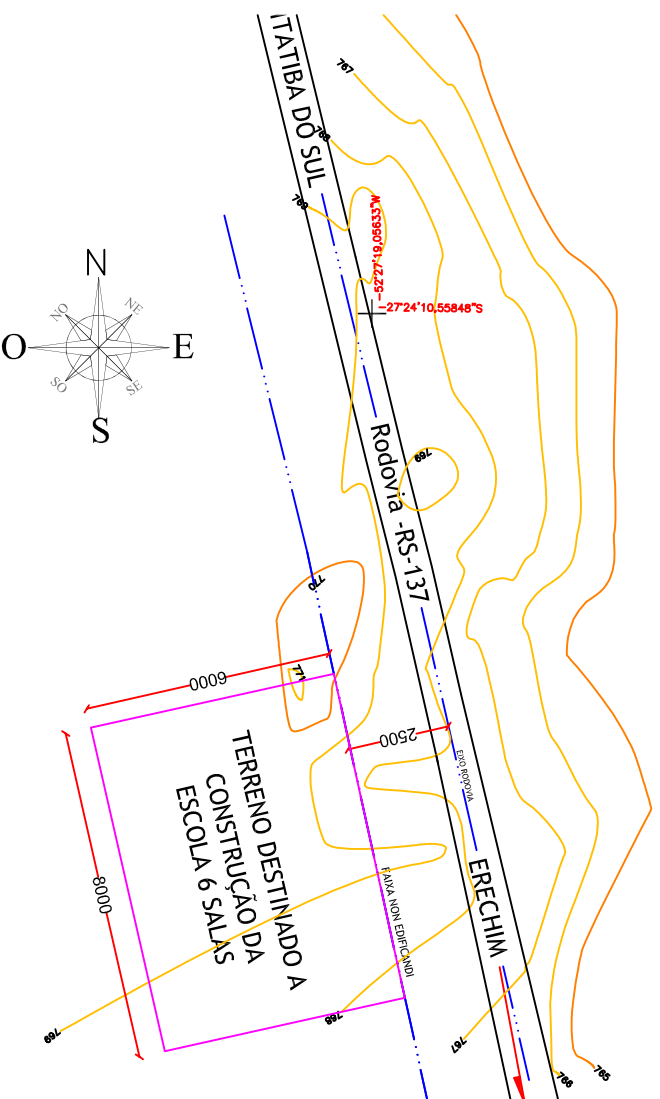 ITATIBA DO SUL
767
768
769
-52°27'19,05633"W
-27°24'10,55848"S
N
NO
NE
O
E
SO
SE
S
769
Rodovia -RS-137
770
771
6000
2500
EIXO RODOVIA
TERRENO DESTINADO A
CONSTRUÇÃO DA
ESCOLA 6 SALAS
8000
FAIXA NON EDIFICANDI
ERECHIM
769
768
767
766
765